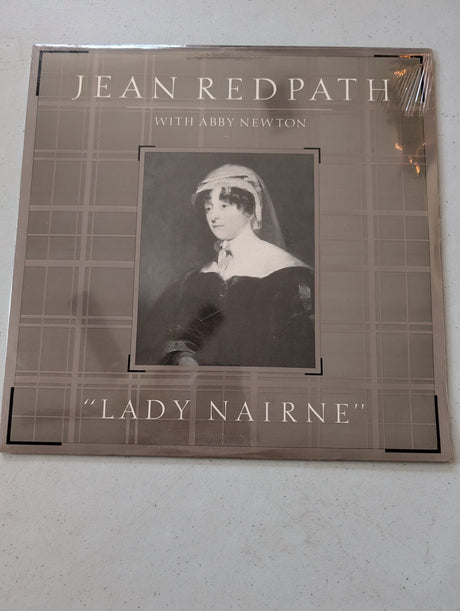 JEAN REDPATH
WITH ABBY NEWTON
"LADY NAIRNE"